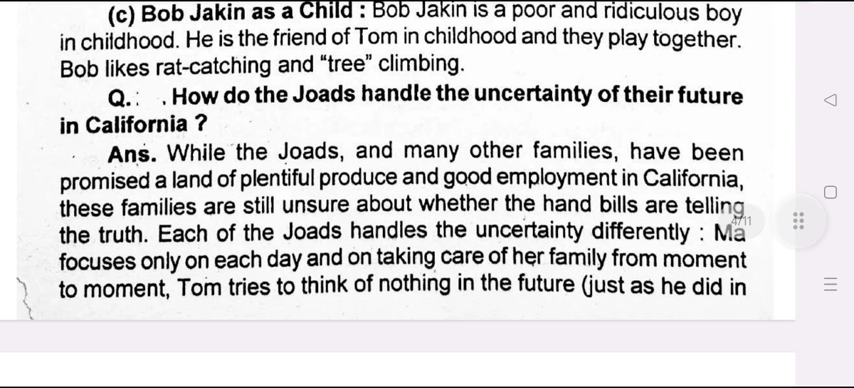 (c) Bob Jakin as a Child : Bob Jakin is a poor and ridiculous boy
in childhood. He is the friend of Tom in childhood and they play together.
Bob likes rat-catching and “tree” climbing.
Q. . How do the Joads handle the uncertainty of their future
in California ?
Ans. While the Joads, and many other families, have been
promised a land of plentiful produce and good employment in California,
these families are still unsure about whether the hand bills are telling
the truth. Each of the Joads handles the uncertainty differently : Ma
focuses only on each day and on taking care of her family from moment
to moment, Tom tries to think of nothing in the future (just as he did in
4/11